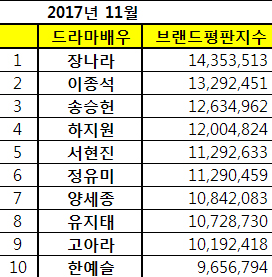 2017년 11월
드라마배우 브랜드평판지수
1 장나라 14,353,513
2 이종석 13,292,451
3 송승헌 12,634,962
4 하지원 12,004,824
5 서현진 11,292,633
6 정유미 11,290,459
7 양세종 10,842,083
8 유지태 10,728,730
9 고아라 10,192,418
10 한예슬 9,656,794